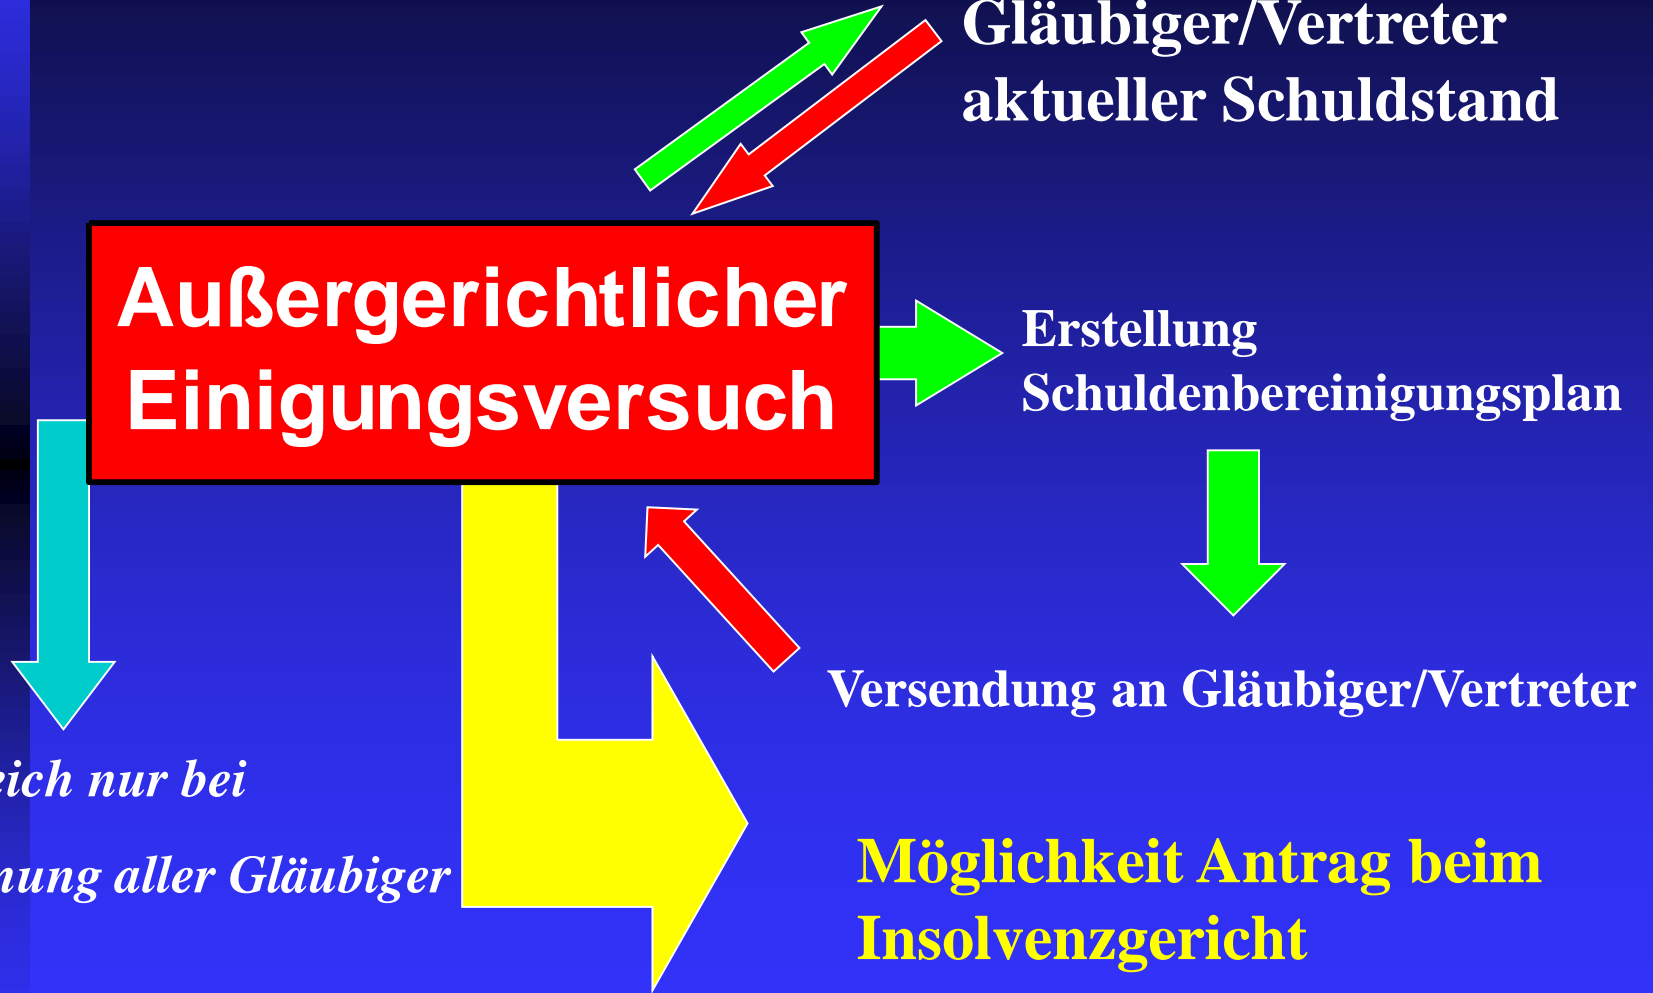 Gläubiger/Vertreter
aktueller Schuldstand
Außergerichtlicher
Einigungsversuch
Erstellung
Schuldenbereinigungsplan
Versendung an Gläubiger/Vertreter
nur bei
aller Gläubiger
Möglichkeit Antrag beim
Insolvenzgericht